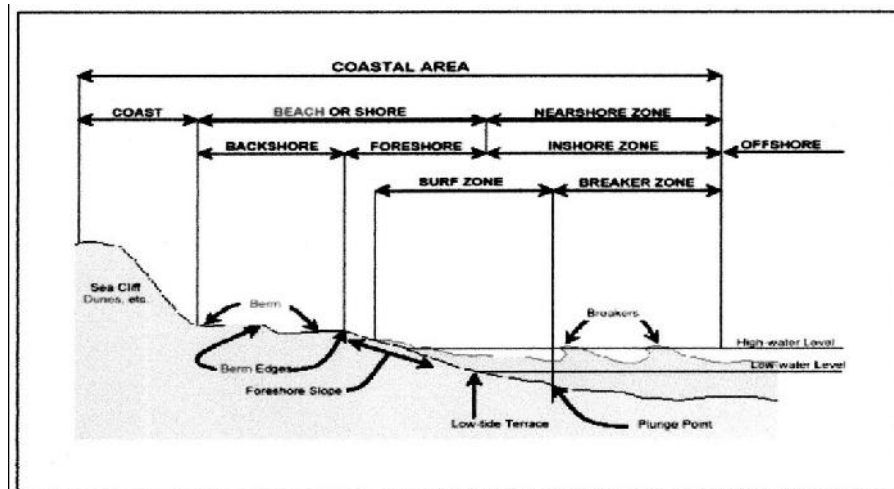 COASTAL AREA
COAST
BEACH OR SHORE
NEARSHORE ZONE
BACKSHORE
FORESHORE
INSHORE ZONE
OFFSHORE
SURF ZONE
BREAKER ZONE
Sea Cliff
Dunes, etc.
Berm
Breakers
High-water Level
Low-water Level
Berm Edges
Foreshore Slope
Low-tide Terrace
Plunge Point